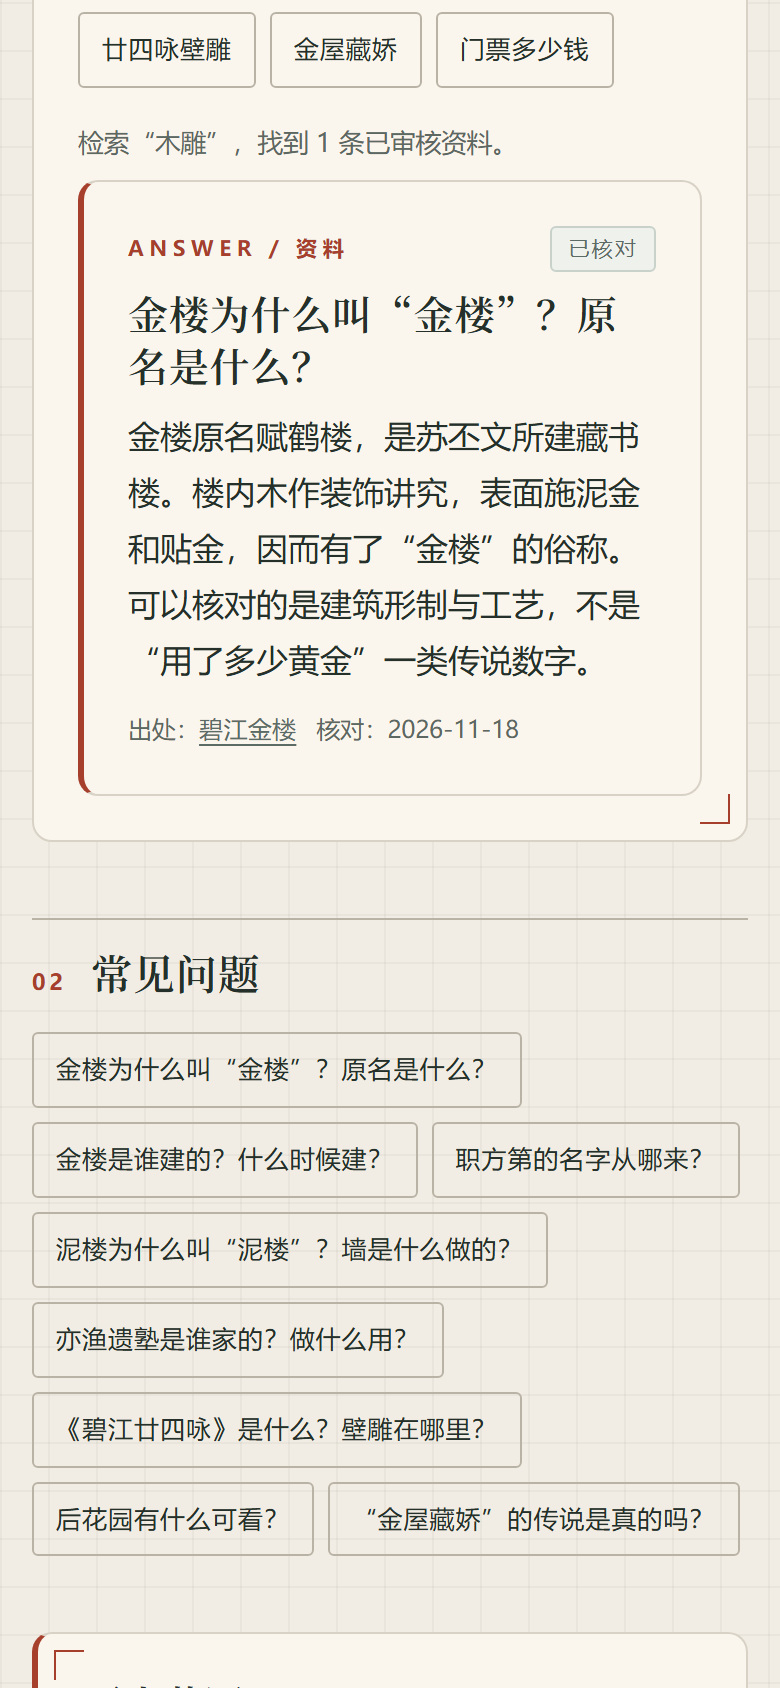 廿四咏壁雕 金屋藏娇 门票多少钱
检索“木雕”，找到 1 条已审核资料。
ANSWER / 资料 已核对
金楼为什么叫“金楼”？原
名是什么？
金楼原名赋鹤楼，是苏丕文所建藏书
楼。楼内木作装饰讲究，表面施泥金
和贴金，因而有了“金楼”的俗称。
可以核对的是建筑形制与工艺，不是
“用了多少黄金”一类传说数字。
出处：碧江金楼 核对：2026-11-18
02 常见问题
金楼为什么叫“金楼”？原名是什么？
金楼是谁建的？什么时候建？ 职方第的名字从哪来？
泥楼为什么叫“泥楼”？墙是什么做的？
亦渔遗塾是谁家的？做什么用？
《碧江廿四咏》是什么？壁雕在哪里？
后花园有什么可看？ “金屋藏娇”的传说是真的吗？